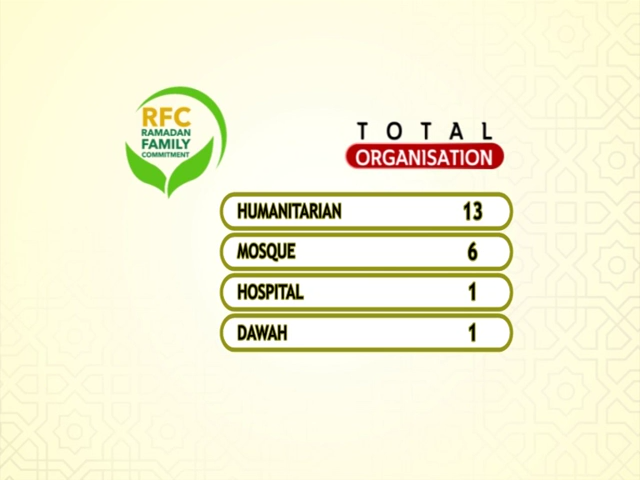 RFC
RAMADAN
FAMILY
COMMITMENT
TOTAL
ORGANISATION
HUMANITARIAN 13
MOSQUE 6
HOSPITAL 1
DAWAH 1